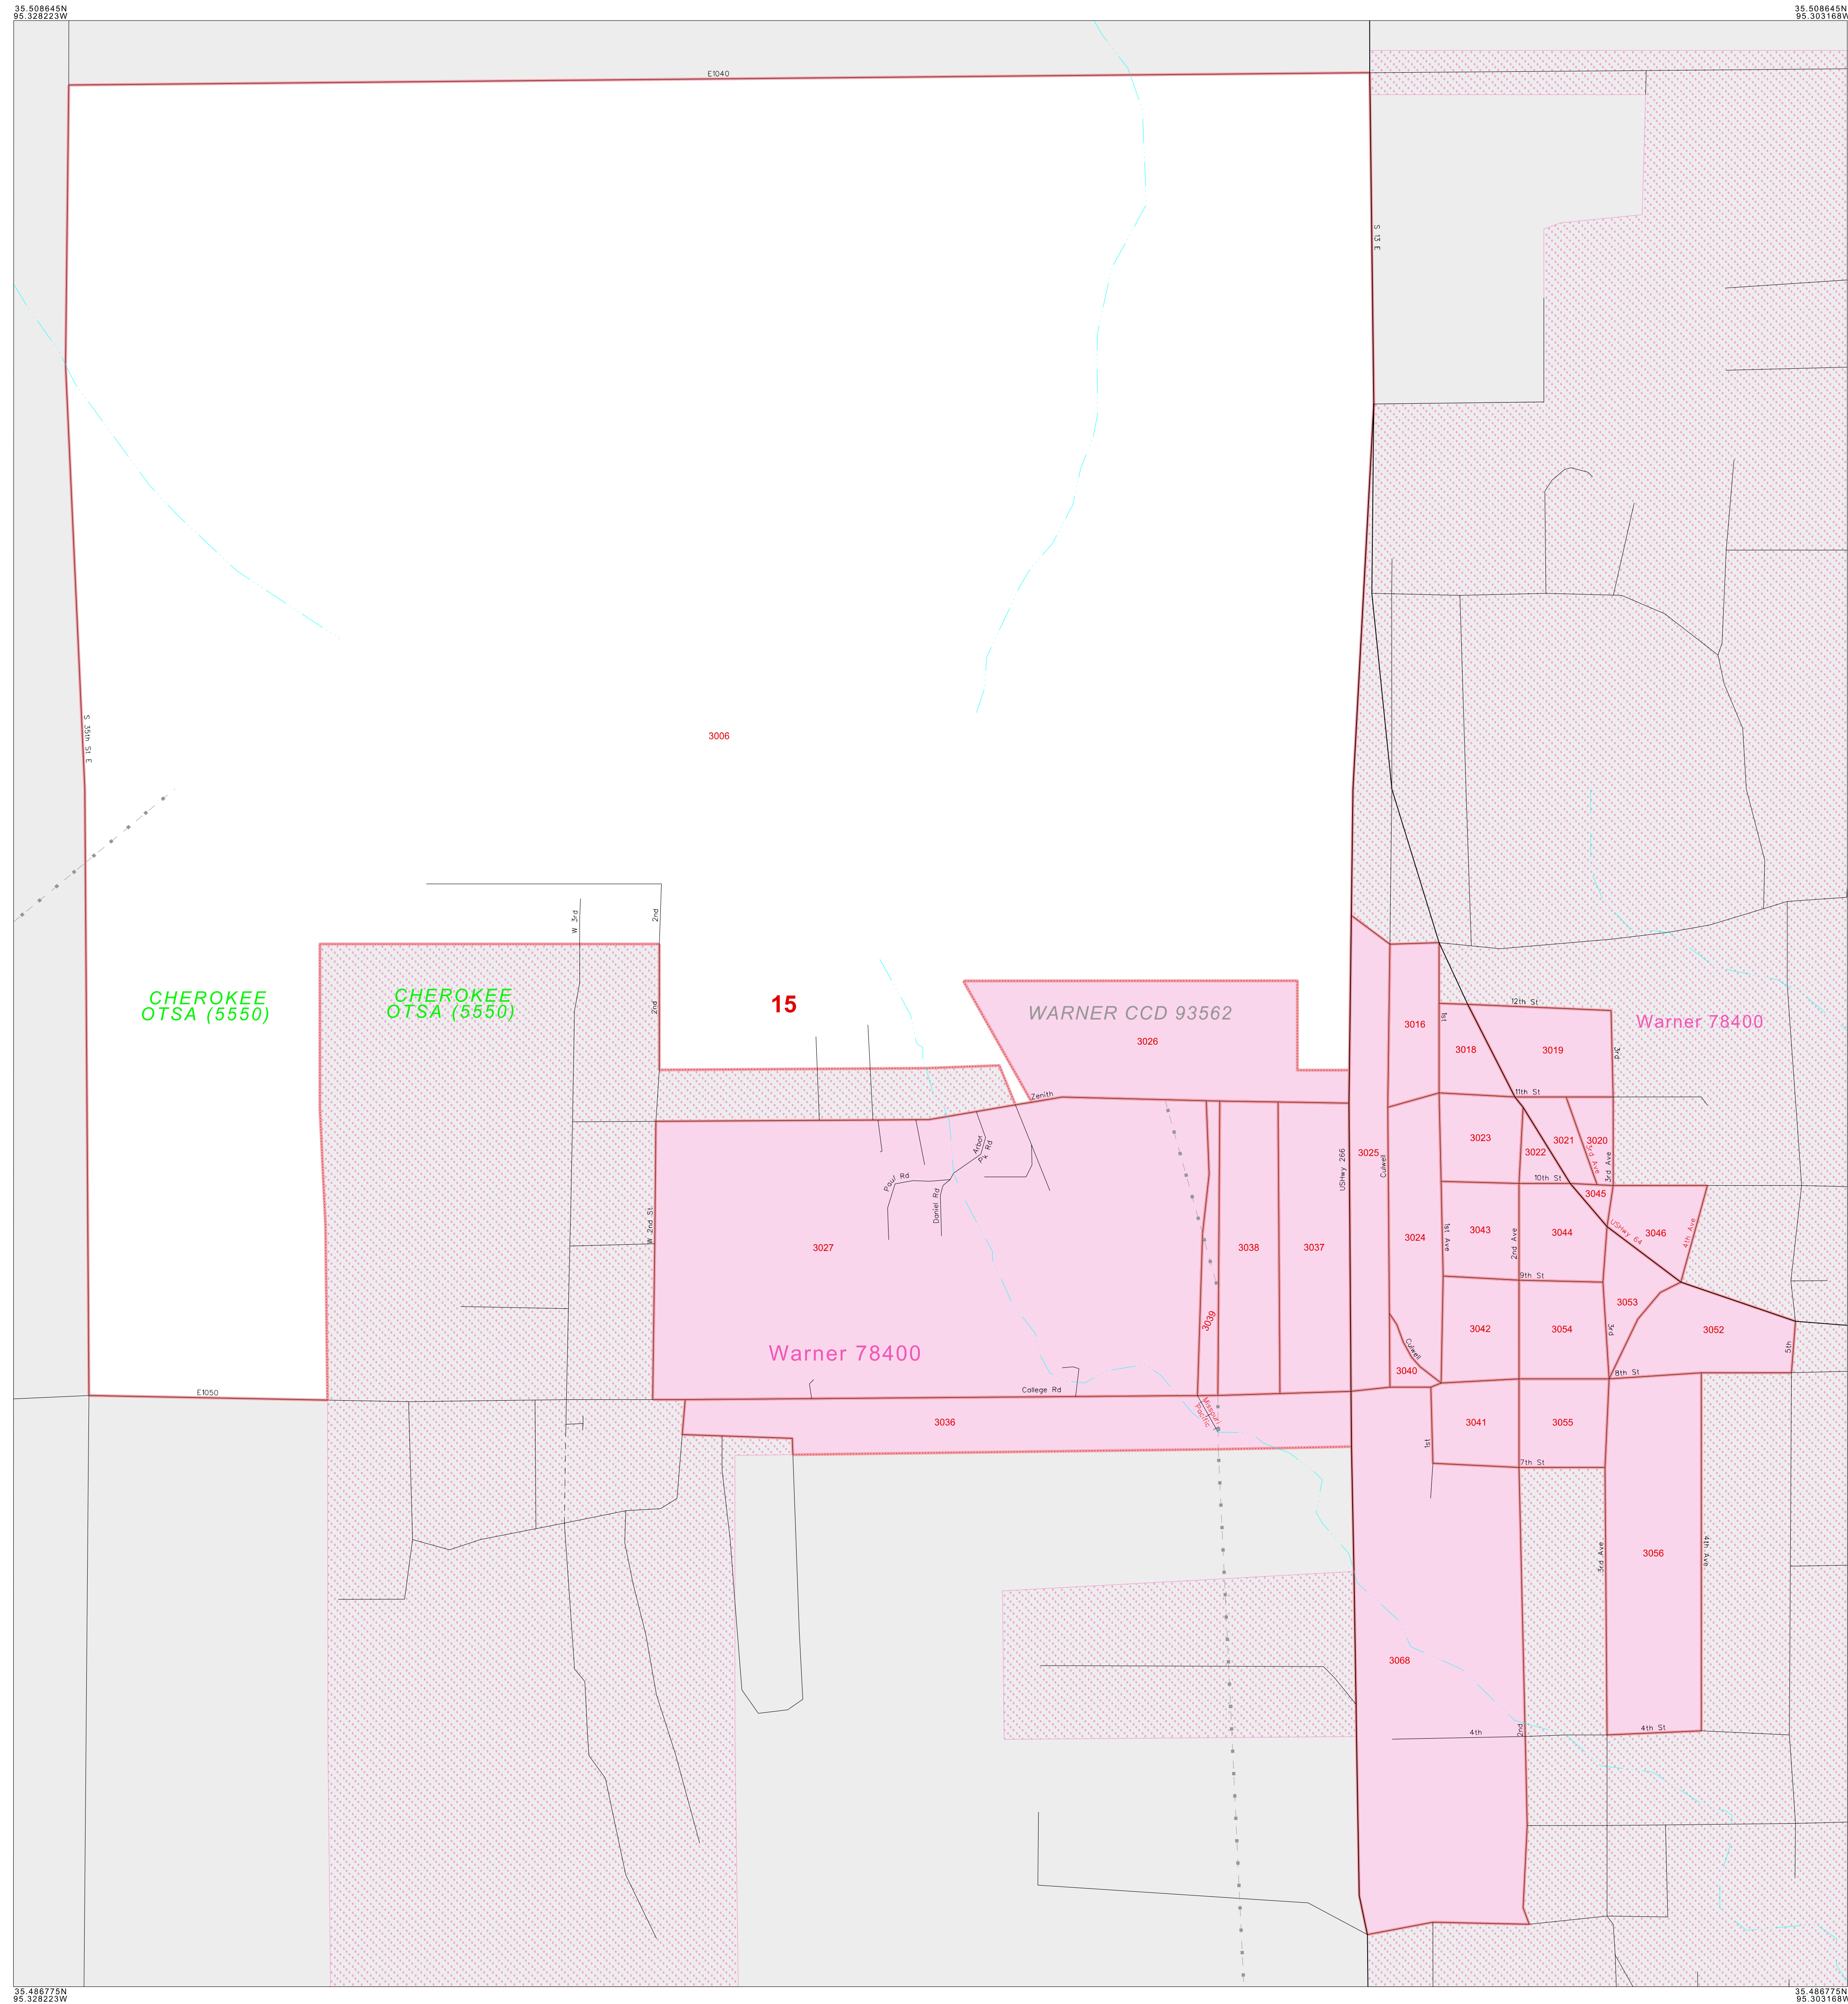 35.508645N
95.328223W
35.508645N
95.303168W
E1040
S 13 E
S 35th St E
3006
W 3rd
2nd
2nd
CHEROKEE
OTSA (5550)
CHEROKEE
OTSA (5550)
15
WARNER CCD 93562
3026
Warner 78400
3016
1st
12th St
3018
3019
3rd
Zenith
11th St
Arbor
Pk Rd
Paul Rd
Daniel Rd
W 2nd St
3027
3039
3038
3037
USHwy 266
3025
Culwell
3024
3023
3022
3021
3020
3rd Ave
3rd Ave
10th St
3045
1st Ave
3043
2nd Ave
3044
USHwy 64
3046
4th Ave
9th St
3053
Warner 78400
Culwell
3040
3042
3054
3rd
3052
5th
8th St
E1050
College Rd
Missouri
Pacific
3036
3041
3055
1st
7th St
3rd Ave
3056
4th Ave
3068
4th
2nd
4th St
35.486775N
95.328223W
35.486775N
95.303168W